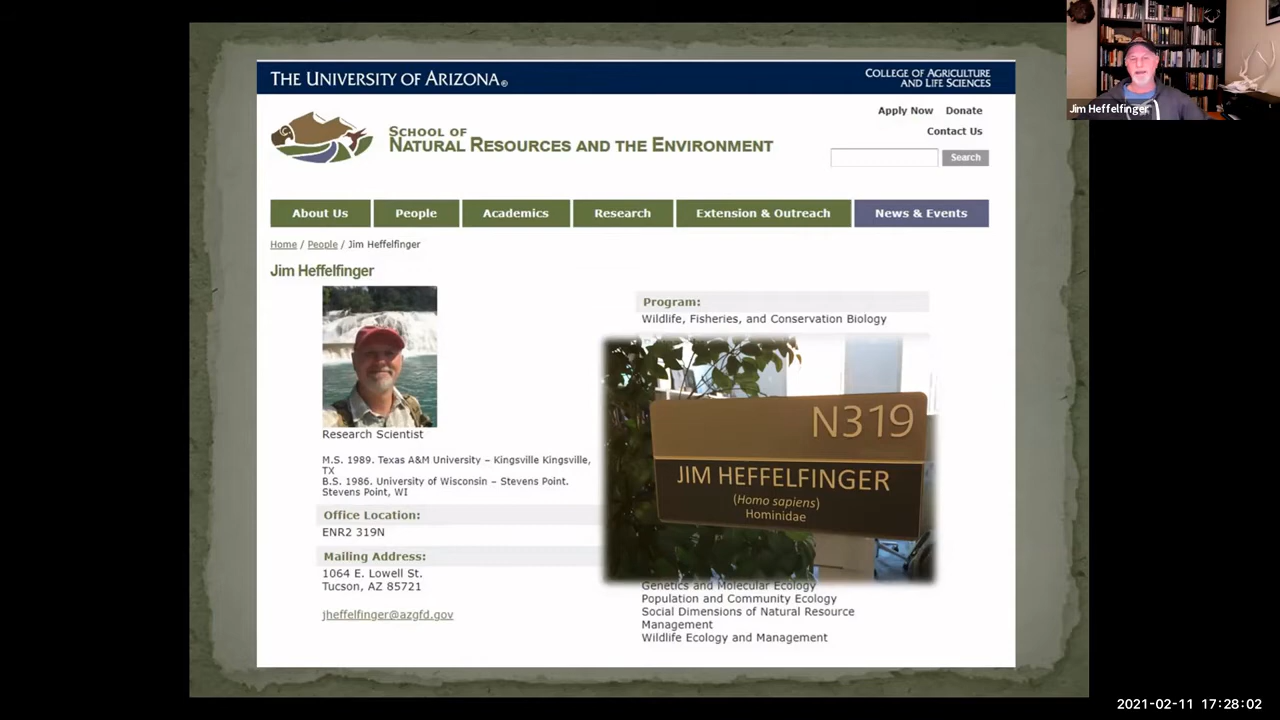 THE UNIVERSITY OF ARIZONA®
COLLEGE OF AGRICULTURE
AND LIFE SCIENCES
Apply Now Donate
Contact Us
SCHOOL OF
NATURAL RESOURCES AND THE ENVIRONMENT
Search
About Us People Academics Research Extension & Outreach News & Events
Home / People / Jim Heffelfinger
Jim Heffelfinger
Research Scientist
M.S. 1989. Texas A&M University – Kingsville Kingsville,
TX
B.S. 1986. University of Wisconsin – Stevens Point.
Stevens Point, WI
Office Location:
ENR2 319N
Mailing Address:
1064 E. Lowell St.
Tucson, AZ 85721
jheffelfinger@azgfd.gov
Program:
Wildlife, Fisheries, and Conservation Biology
N319
JIM HEFFELFINGER
(Homo sapiens)
Hominidae
Genetics and Molecular Ecology
Population and Community Ecology
Social Dimensions of Natural Resource
Management
Wildlife Ecology and Management
Jim Heffelfinger
2021-02-11 17:28:02